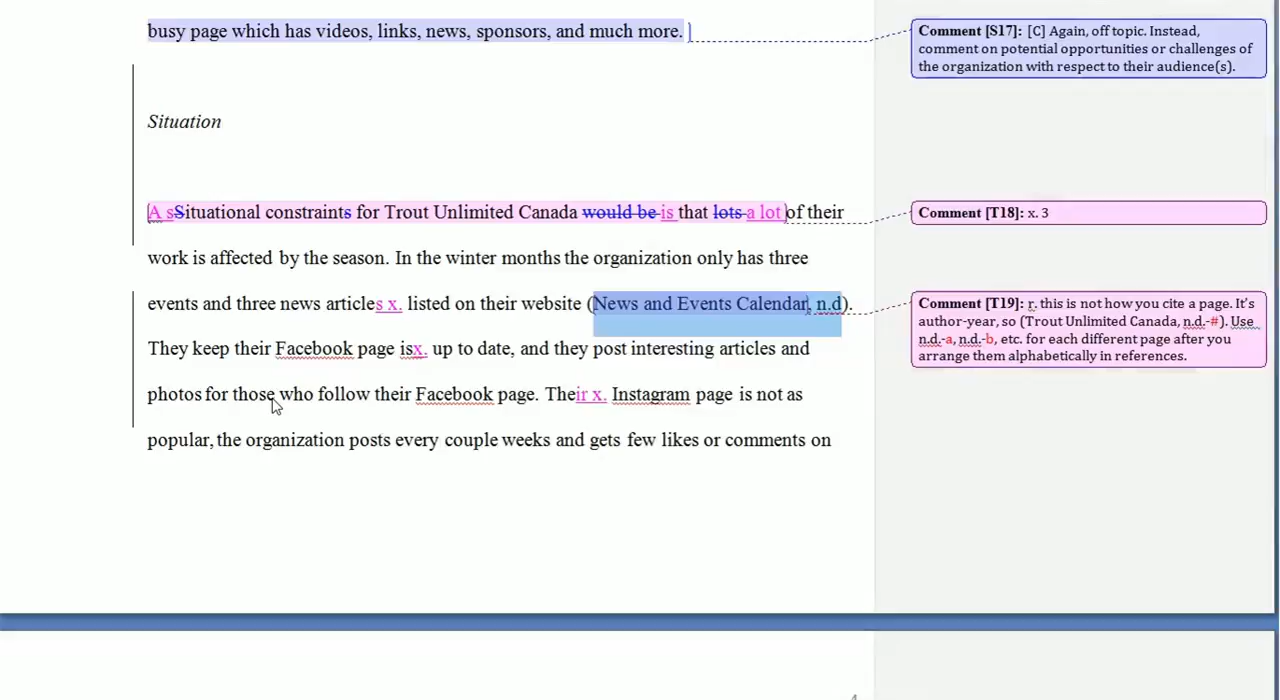 busy page which has videos, links, news, sponsors, and much more.
Comment [S17]: [C] Again, off topic. Instead,
comment on potential opportunities or challenges of
the organization with respect to their audience(s).
Situation
A sSituational constraints for Trout Unlimited Canada would be is that lots a lot of their
Comment [T18]: x. 3
work is affected by the season. In the winter months the organization only has three
events and three news articles x. listed on their website (News and Events Calendar, n.d).
Comment [T19]: r. this is not how you cite a page. It's
author-year, so (Trout Unlimited Canada, n.d.-#). Use
n.d.-a, n.d.-b, etc. for each different page after you
arrange them alphabetically in references.
They keep their Facebook page isx. up to date, and they post interesting articles and
photos for those who follow their Facebook page. Their x. Instagram page is not as
popular, the organization posts every couple weeks and gets few likes or comments on